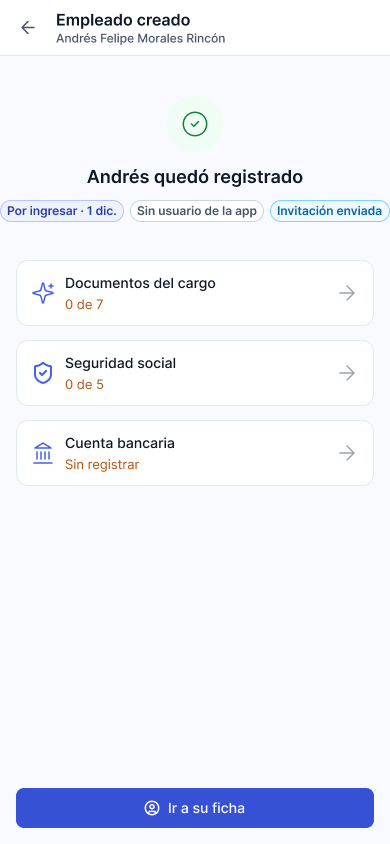 Empleado creado
Andrés Felipe Morales Rincón
Andrés quedó registrado
Por ingresar · 1 dic.
Sin usuario de la app
Invitación enviada
Documentos del cargo
0 de 7
Seguridad social
0 de 5
Cuenta bancaria
Sin registrar
Ir a su ficha